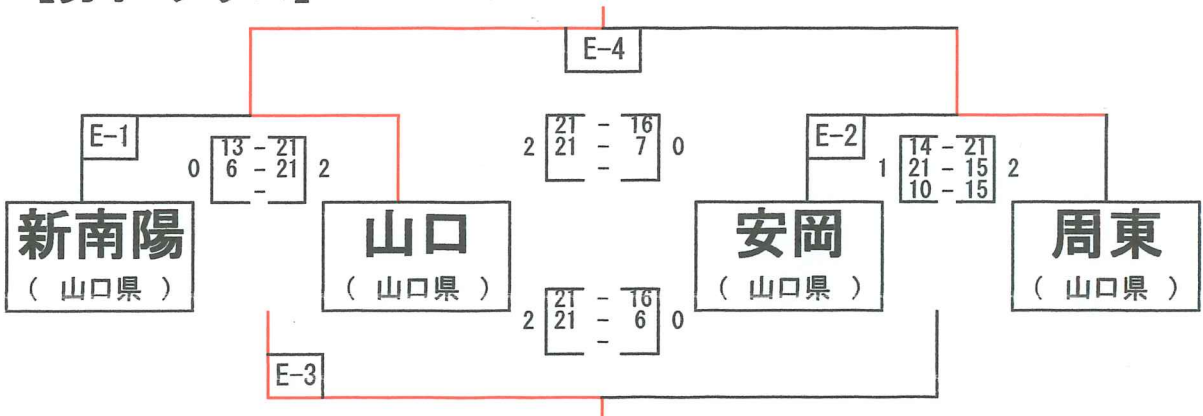 E-4
E-1
0 13 - 21 2
6 - 21
-
2 21 - 16 0
21 - 7
-
E-2
1 14 - 21 2
21 - 15
10 - 15
新南陽
( 山口県 )
山口
( 山口県 )
安岡
( 山口県 )
周東
( 山口県 )
2 21 - 16 0
21 - 6
-
E-3